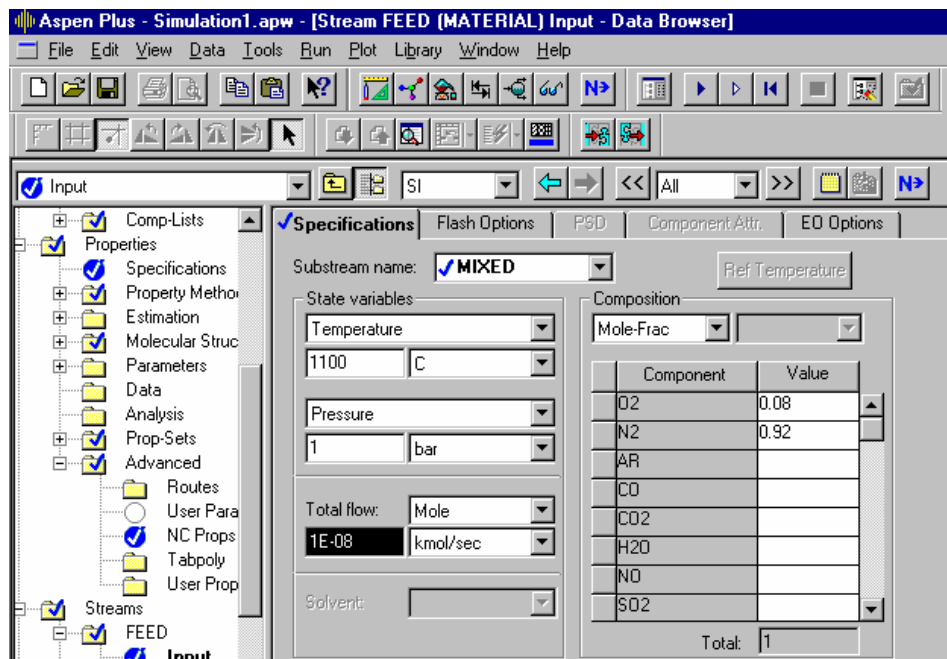 Aspen Plus - Simulation1.apw - [Stream FEED (MATERIAL) Input - Data Browser]
File Edit View Data Tools Run Plot Library Window Help
N
Input SI << All >> N
Comp-Lists
Properties
Specifications
Property Metho
Estimation
Molecular Struc
Parameters
Data
Analysis
Prop-Sets
Advanced
Routes
User Para
NC Props
Tabpoly
User Prop
Streams
FEED
Input
Specifications Flash Options PSD Component Attr. EO Options
Substream name: MIXED Ref Temperature
State variables
Temperature
1100 C
Pressure
1 bar
Total flow: Mole
1E-08 kmol/sec
Solvent:
Composition
Mole-Frac
Component Value
O2 0.08
N2 0.92
AR
CO
CO2
H2O
NO
SO2
Total: 1